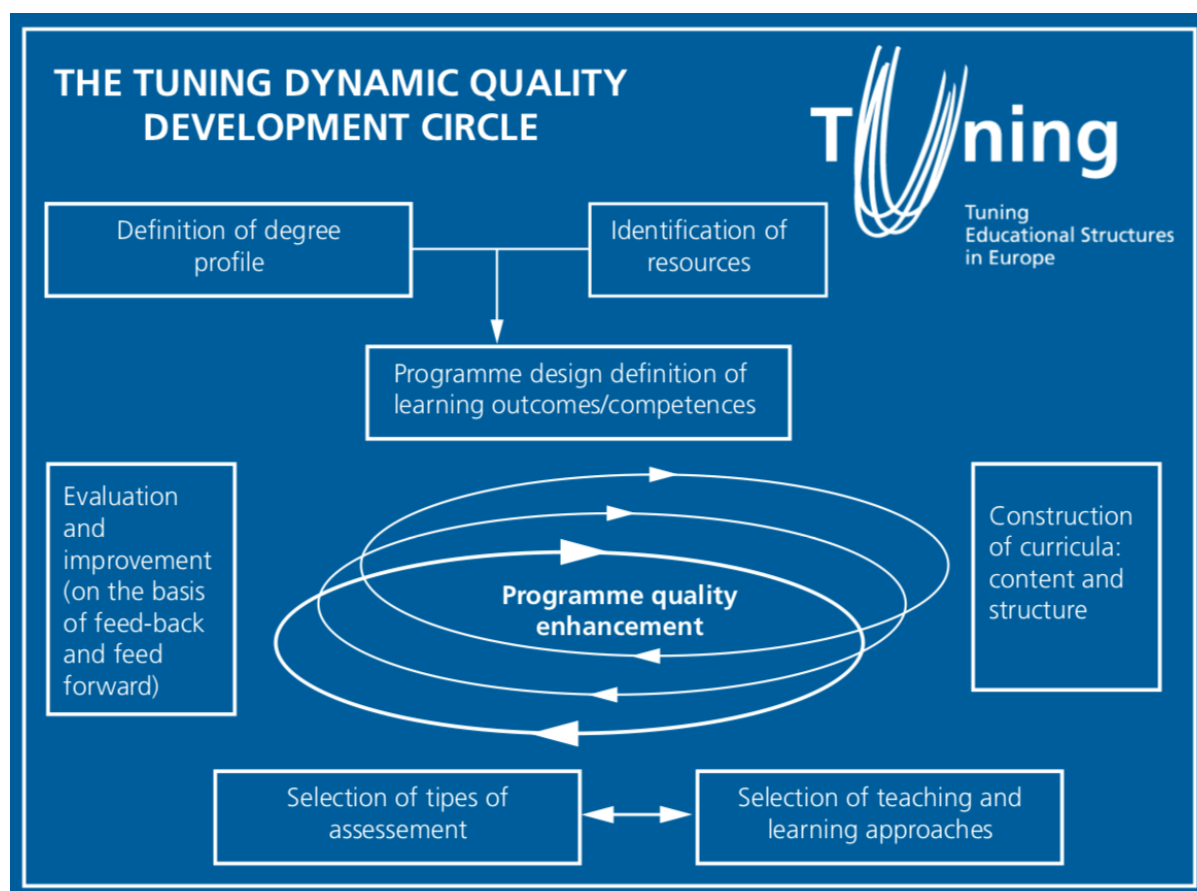 THE TUNING DYNAMIC QUALITY
DEVELOPMENT CIRCLE
Tuning
Tuning
Educational Structures
in Europe
Definition of degree
profile
Identification of
resources
Programme design definition of
learning outcomes/competences
Evaluation
and
improvement
(on the basis
of feed-back
and feed
forward)
Programme quality
enhancement
Construction
of curricula:
content and
structure
Selection of tipes of
assessement
Selection of teaching and
learning approaches